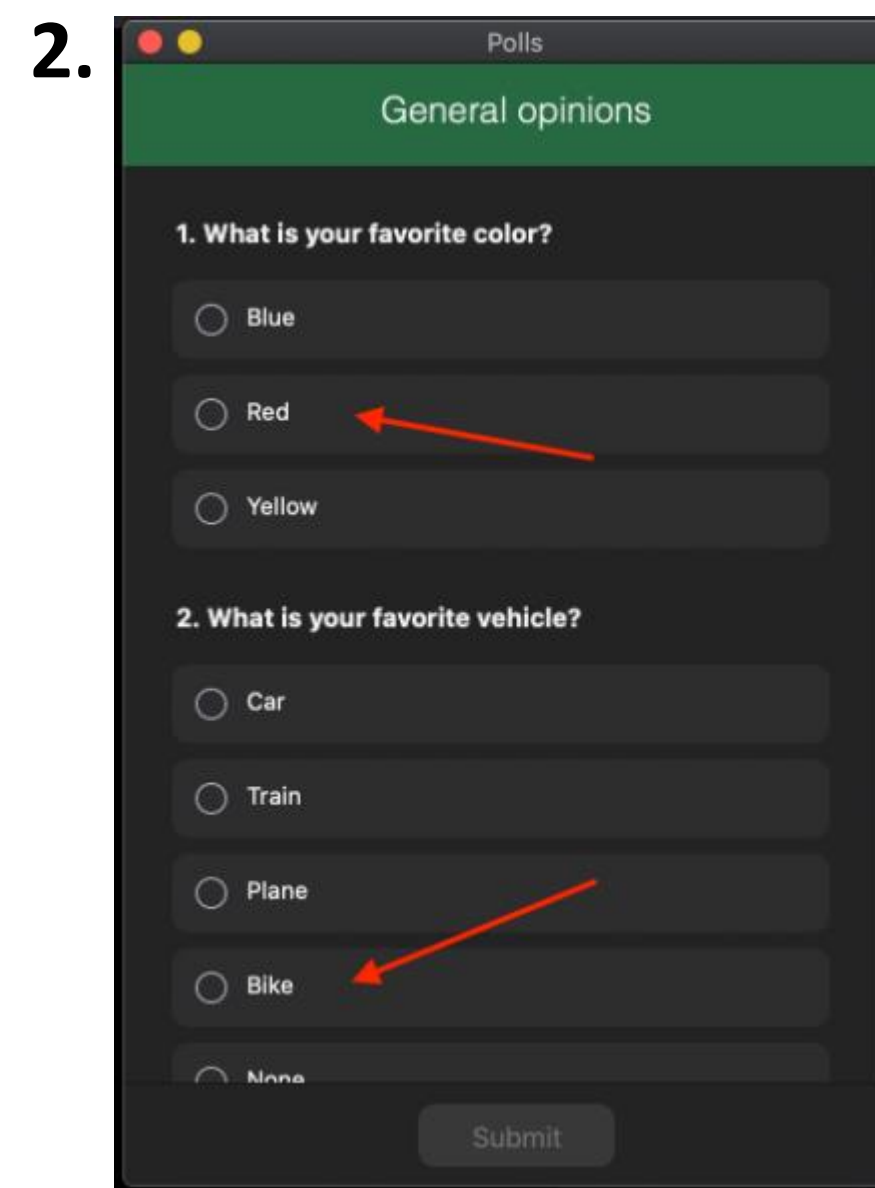 2.
Polls
General opinions
1. What is your favorite color?
Blue
Red
Yellow
2. What is your favorite vehicle?
Car
Train
Plane
Bike
None
Submit